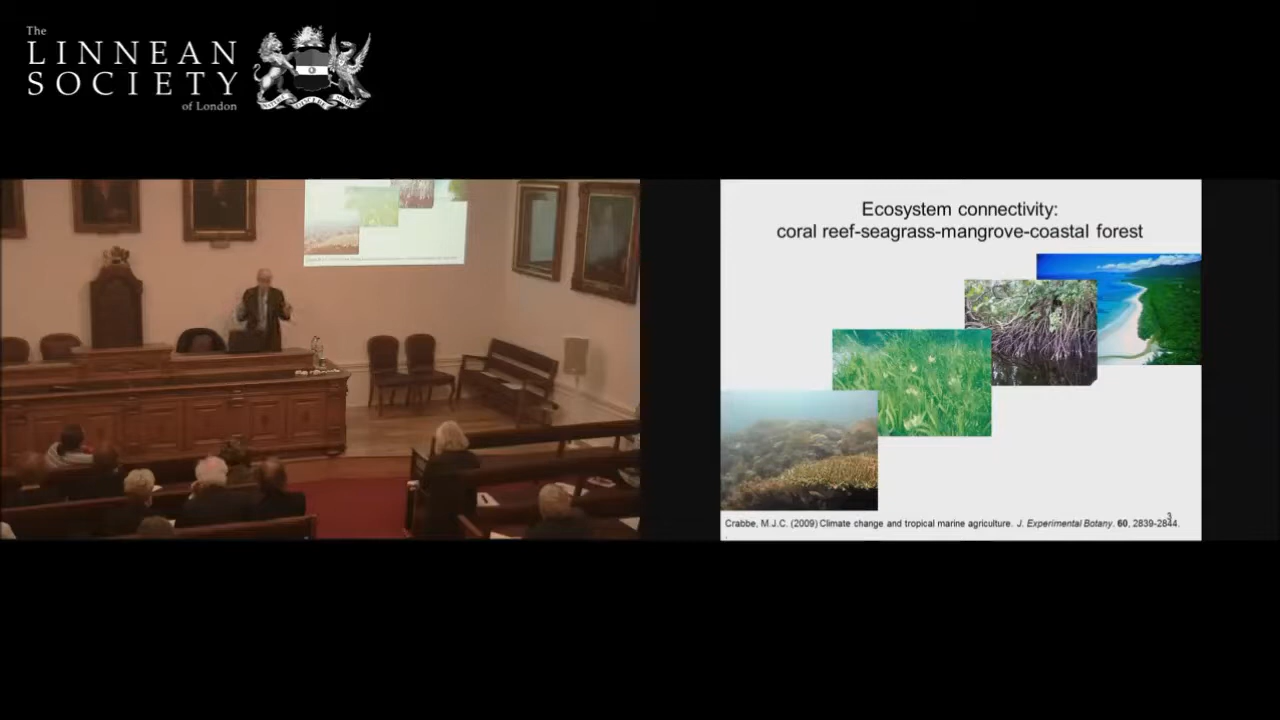 The
LINNEAN
SOCIETY
of London
Ecosystem connectivity:
coral reef-seagrass-mangrove-coastal forest
3
Crabbe, M.J.C. (2009) Climate change and tropical marine agriculture. J. Experimental Botany. 60, 2839-2844.